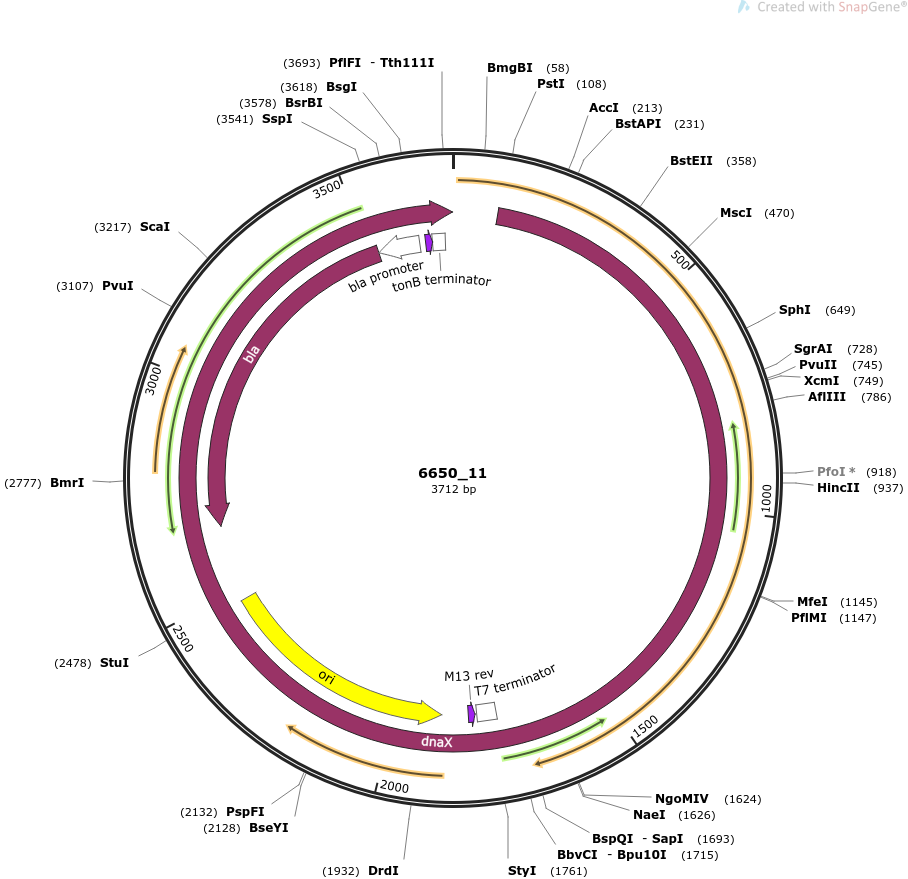 Created with SnapGene®
(3693) PflFI - Tth111I
(3618) BsgI
(3578) BsrBI
(3541) SspI
BmgBI (58)
PstI (108)
AccI (213)
BstAPI (231)
BstEII (358)
MscI (470)
SphI (649)
SgrAI (728)
PvuII (745)
XcmI (749)
AflIII (786)
PfoI * (918)
HincII (937)
MfeI (1145)
PflMI (1147)
NgoMIV (1624)
NaeI (1626)
BspQI - SapI (1693)
BbvCI - Bpu10I (1715)
StyI (1761)
(1932) DrdI
(2128) BseYI
(2132) PspFI
(2478) StuI
(2777) BmrI
(3107) PvuI
(3217) ScaI
500
1000
1500
2000
2500
3000
3500
bla promoter
tonB terminator
bla
6650_11
3712 bp
ori
M13 rev
T7 terminator
dnaX